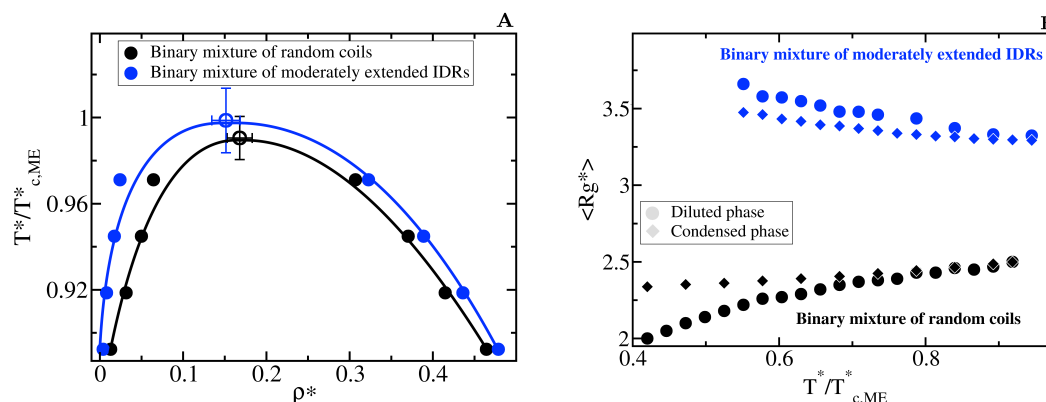 A
Binary mixture of random coils
Binary mixture of moderately extended IDRs
T*/T*c,ME
1
0.96
0.92
0 0.1 0.2 0.3 0.4
ρ*
Binary mixture of moderately extended IDRs
<Rg*>
3.5
3
2.5
2
Diluted phase
Condensed phase
Binary mixture of random coils
0.4 0.6 0.8
T*/T*c,ME